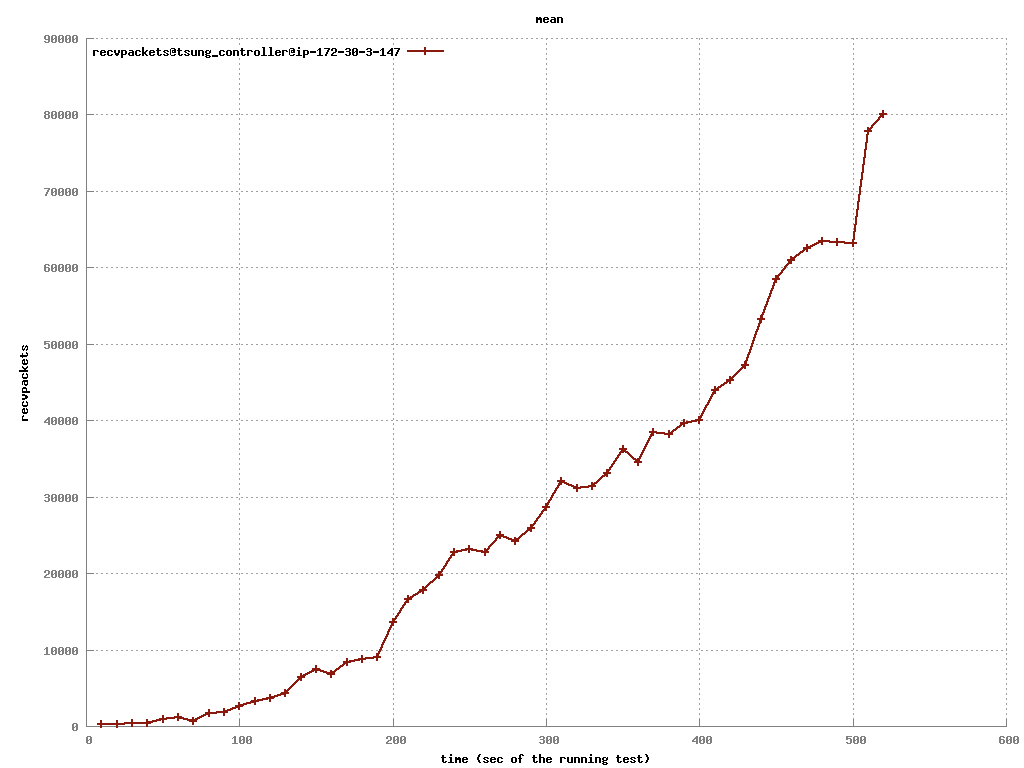 mean
90000
recvpackets@tsung_controller@ip-172-30-3-147
80000
70000
60000
50000
recvpackets
40000
30000
20000
10000
0
0 100 200 300 400 500 600
time (sec of the running test)